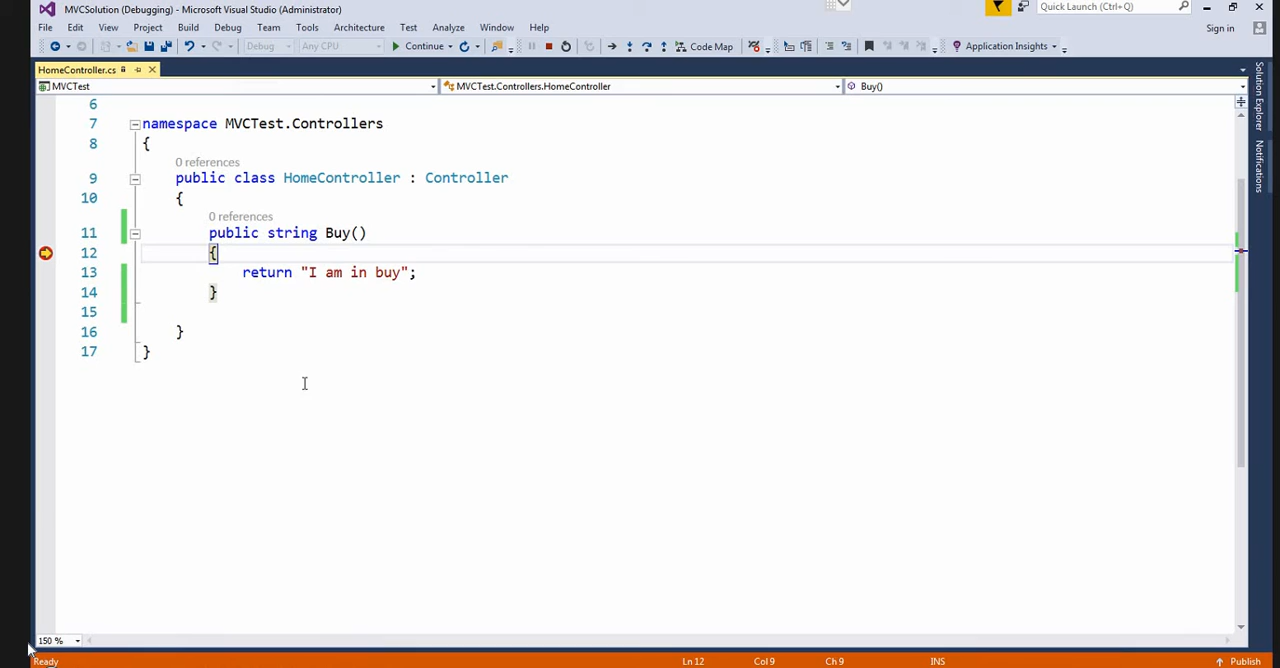 MVCSolution (Debugging) - Microsoft Visual Studio (Administrator)
Quick Launch (Ctrl+Q)
File Edit View Project Build Debug Team Tools Architecture Test Analyze Window Help
Sign in
Debug Any CPU Continue Code Map Application Insights
HomeController.cs
MVCTest MVCTest.Controllers.HomeController Buy()
Solution Explorer
Notifications
6
7 namespace MVCTest.Controllers
8 {
0 references
9 public class HomeController : Controller
10 {
0 references
11 public string Buy()
12 {
13 return "I am in buy";
14 }
15
16 }
17 }
150 %
Ready Ln 12 Col 9 Ch 9 INS Publish